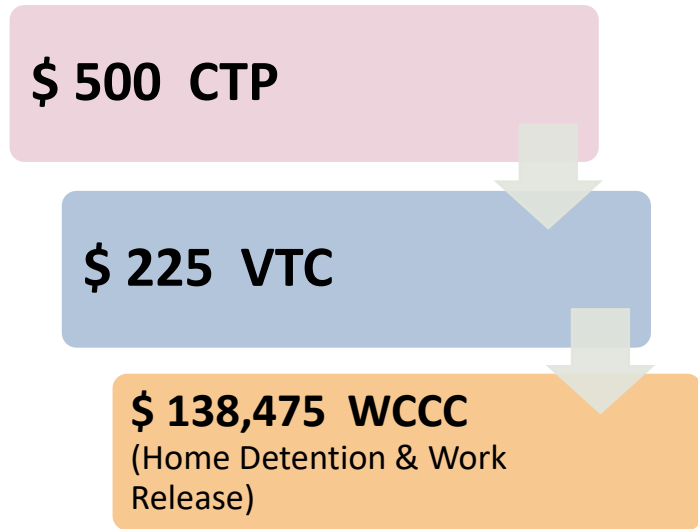 $ 500 CTP
$ 225 VTC
$ 138,475 WCCC
(Home Detention & Work
Release)